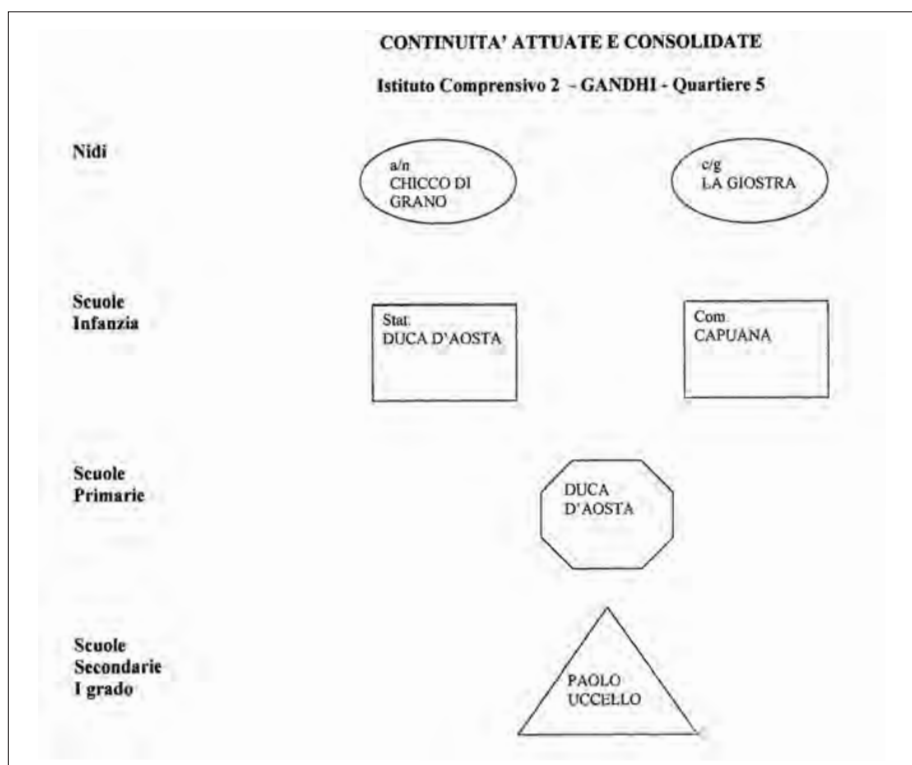 CONTINUITA' ATTUATE E CONSOLIDATE
Istituto Comprensivo 2 - GANDHI - Quartiere 5
Nidi
a/n
CHICCO DI
GRANO
c/g
LA GIOSTRA
Scuole
Infanzia
Stat.
DUCA D'AOSTA
Com.
CAPUANA
Scuole
Primarie
DUCA
D'AOSTA
Scuole
Secondarie
I grado
PAOLO
UCCELLO